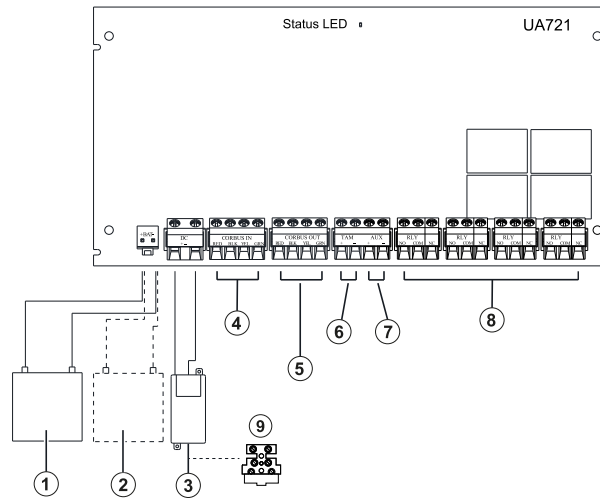 Status LED
UA721
+BAT-
DC
+ -
CORBUS IN
RED BLK YEL GRN
CORBUS OUT
RED BLK YEL GRN
TAM
+ -
AUX
+ -
RLY
NO COM NC
RLY
NO COM NC
RLY
NO COM NC
RLY
NO COM NC
4
5
6
7
8
9
1
2
3